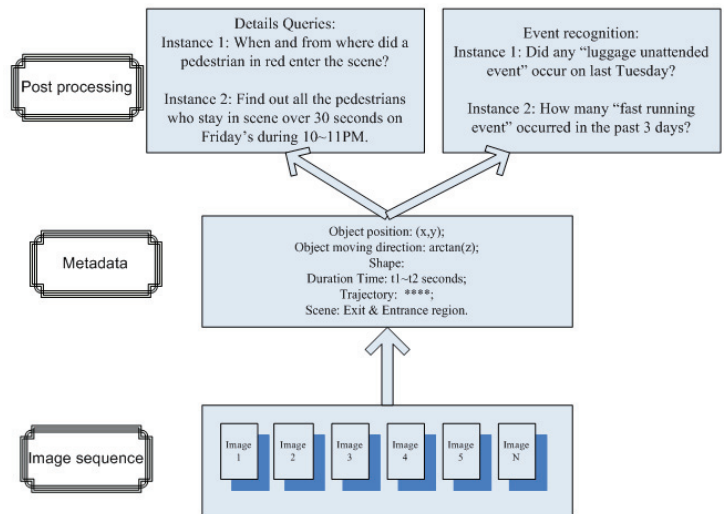 Post processing
Details Queries:
Instance 1: When and from where did a
pedestrian in red enter the scene?
Instance 2: Find out all the pedestrians
who stay in scene over 30 seconds on
Friday's during 10~11PM.
Event recognition:
Instance 1: Did any “luggage unattended
event” occur on last Tuesday?
Instance 2: How many “fast running
event” occurred in the past 3 days?
Metadata
Object position: (x,y);
Object moving direction: arctan(z);
Shape:
Duration Time: t1~t2 seconds;
Trajectory: ****;
Scene: Exit & Entrance region.
Image sequence
Image
1
Image
2
Image
3
Image
4
Image
5
Image
N